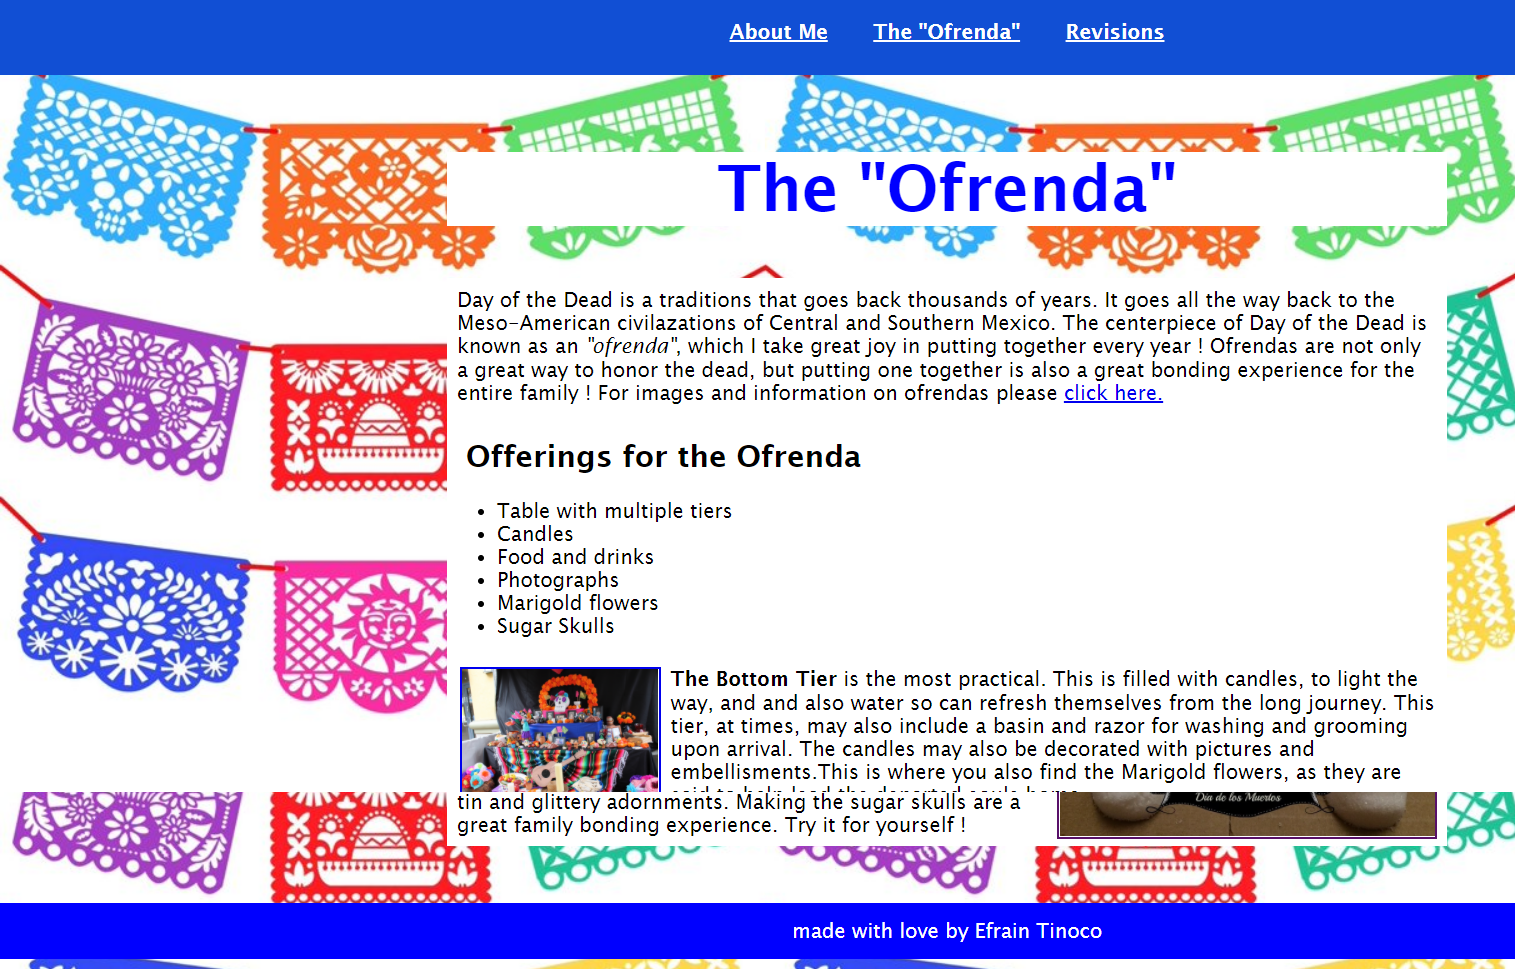 About Me The "Ofrenda" Revisions
The "Ofrenda"
Day of the Dead is a traditions that goes back thousands of years. It goes all the way back to the
Meso-American civilazations of Central and Southern Mexico. The centerpiece of Day of the Dead is
known as an "ofrenda", which I take great joy in putting together every year ! Ofrendas are not only
a great way to honor the dead, but putting one together is also a great bonding experience for the
entire family ! For images and information on ofrendas please click here.
Offerings for the Ofrenda
• Table with multiple tiers
• Candles
• Food and drinks
• Photographs
• Marigold flowers
• Sugar Skulls
The Bottom Tier is the most practical. This is filled with candles, to light the
way, and and also water so can refresh themselves from the long journey. This
tier, at times, may also include a basin and razor for washing and grooming
upon arrival. The candles may also be decorated with pictures and
embellisments.This is where you also find the Marigold flowers, as they are
said to help lead the departed souls home.
tin and glittery adornments. Making the sugar skulls are a
great family bonding experience. Try it for yourself !
Dia de los Muertos
made with love by Efrain Tinoco